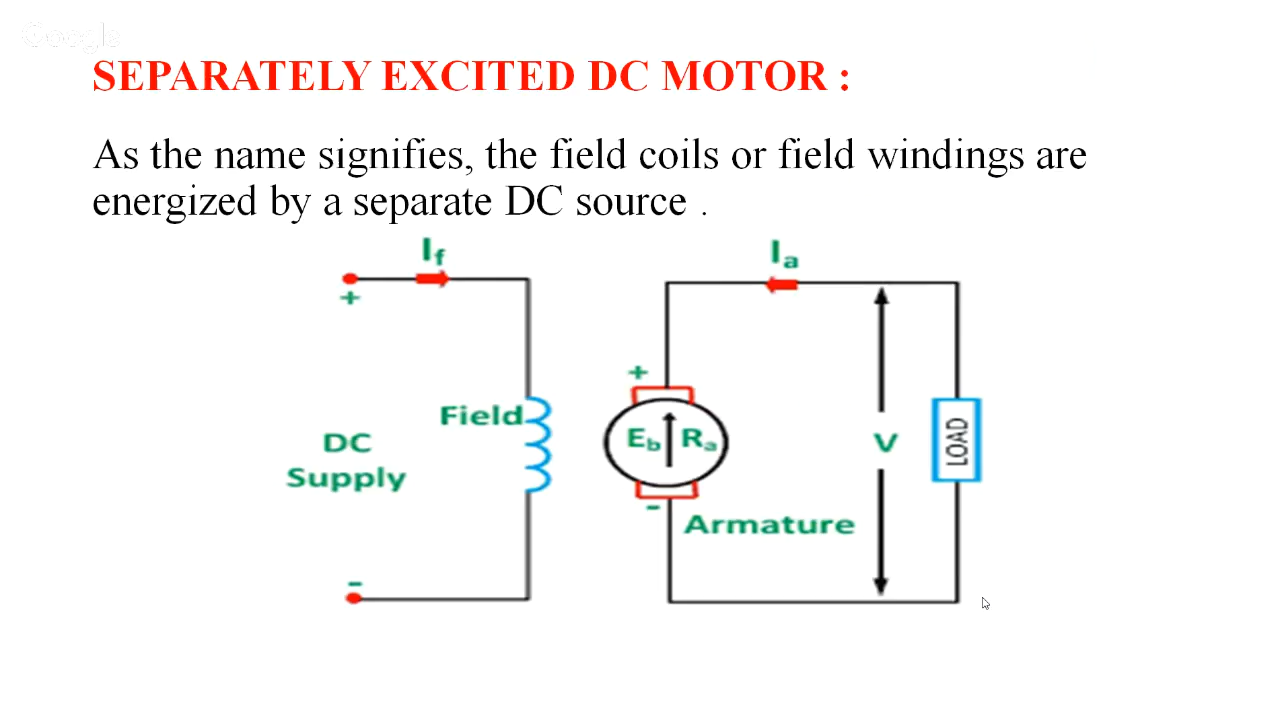 Google
SEPARATELY EXCITED DC MOTOR :
As the name signifies, the field coils or field windings are
energized by a separate DC source .
If
Ia
+
+
Field
Eb
Ra
DC
Supply
V
LOAD
-
Armature
-